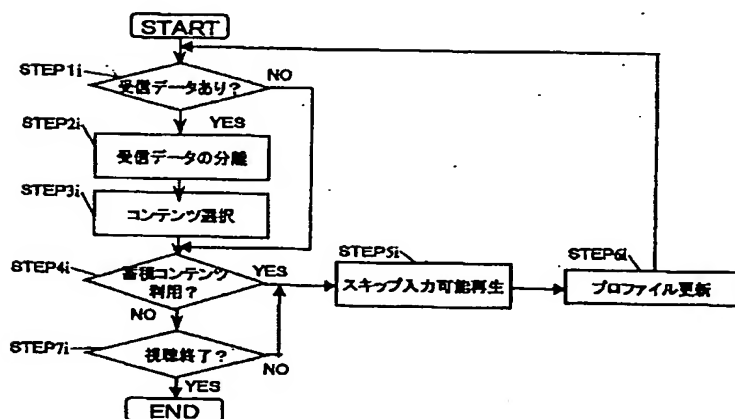 START
STEP1i
受信データあり？
NO
YES
STEP2i
受信データの分離
STEP3i
コンテンツ選択
STEP4i
蓄積コンテンツ
利用？
YES
NO
STEP5i
スキップ入力可能再生
STEP6i
プロファイル更新
STEP7i
視聴終了？
NO
YES
END